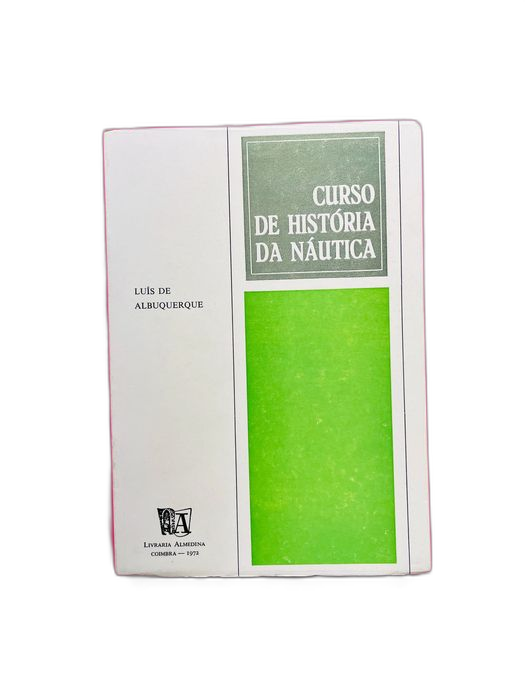 CURSO
DE HISTÓRIA
DA NÁUTICA
LUÍS DE
ALBUQUERQUE
LIVRARIA ALMEDINA
COIMBRA — 1972